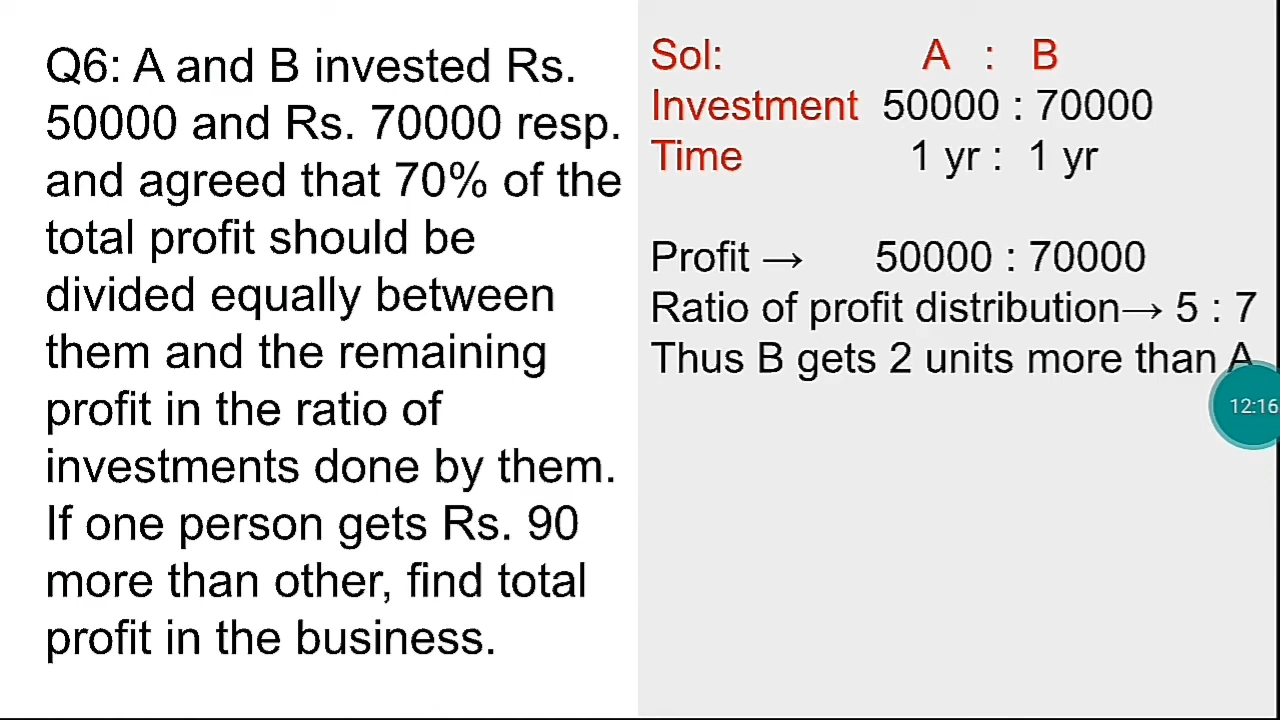 Q6: A and B invested Rs.
50000 and Rs. 70000 resp.
and agreed that 70% of the
total profit should be
divided equally between
them and the remaining
profit in the ratio of
investments done by them.
If one person gets Rs. 90
more than other, find total
profit in the business.
Sol: A : B
Investment 50000 : 70000
Time 1 yr : 1 yr
Profit → 50000 : 70000
Ratio of profit distribution→ 5 : 7
Thus B gets 2 units more than A
12:16